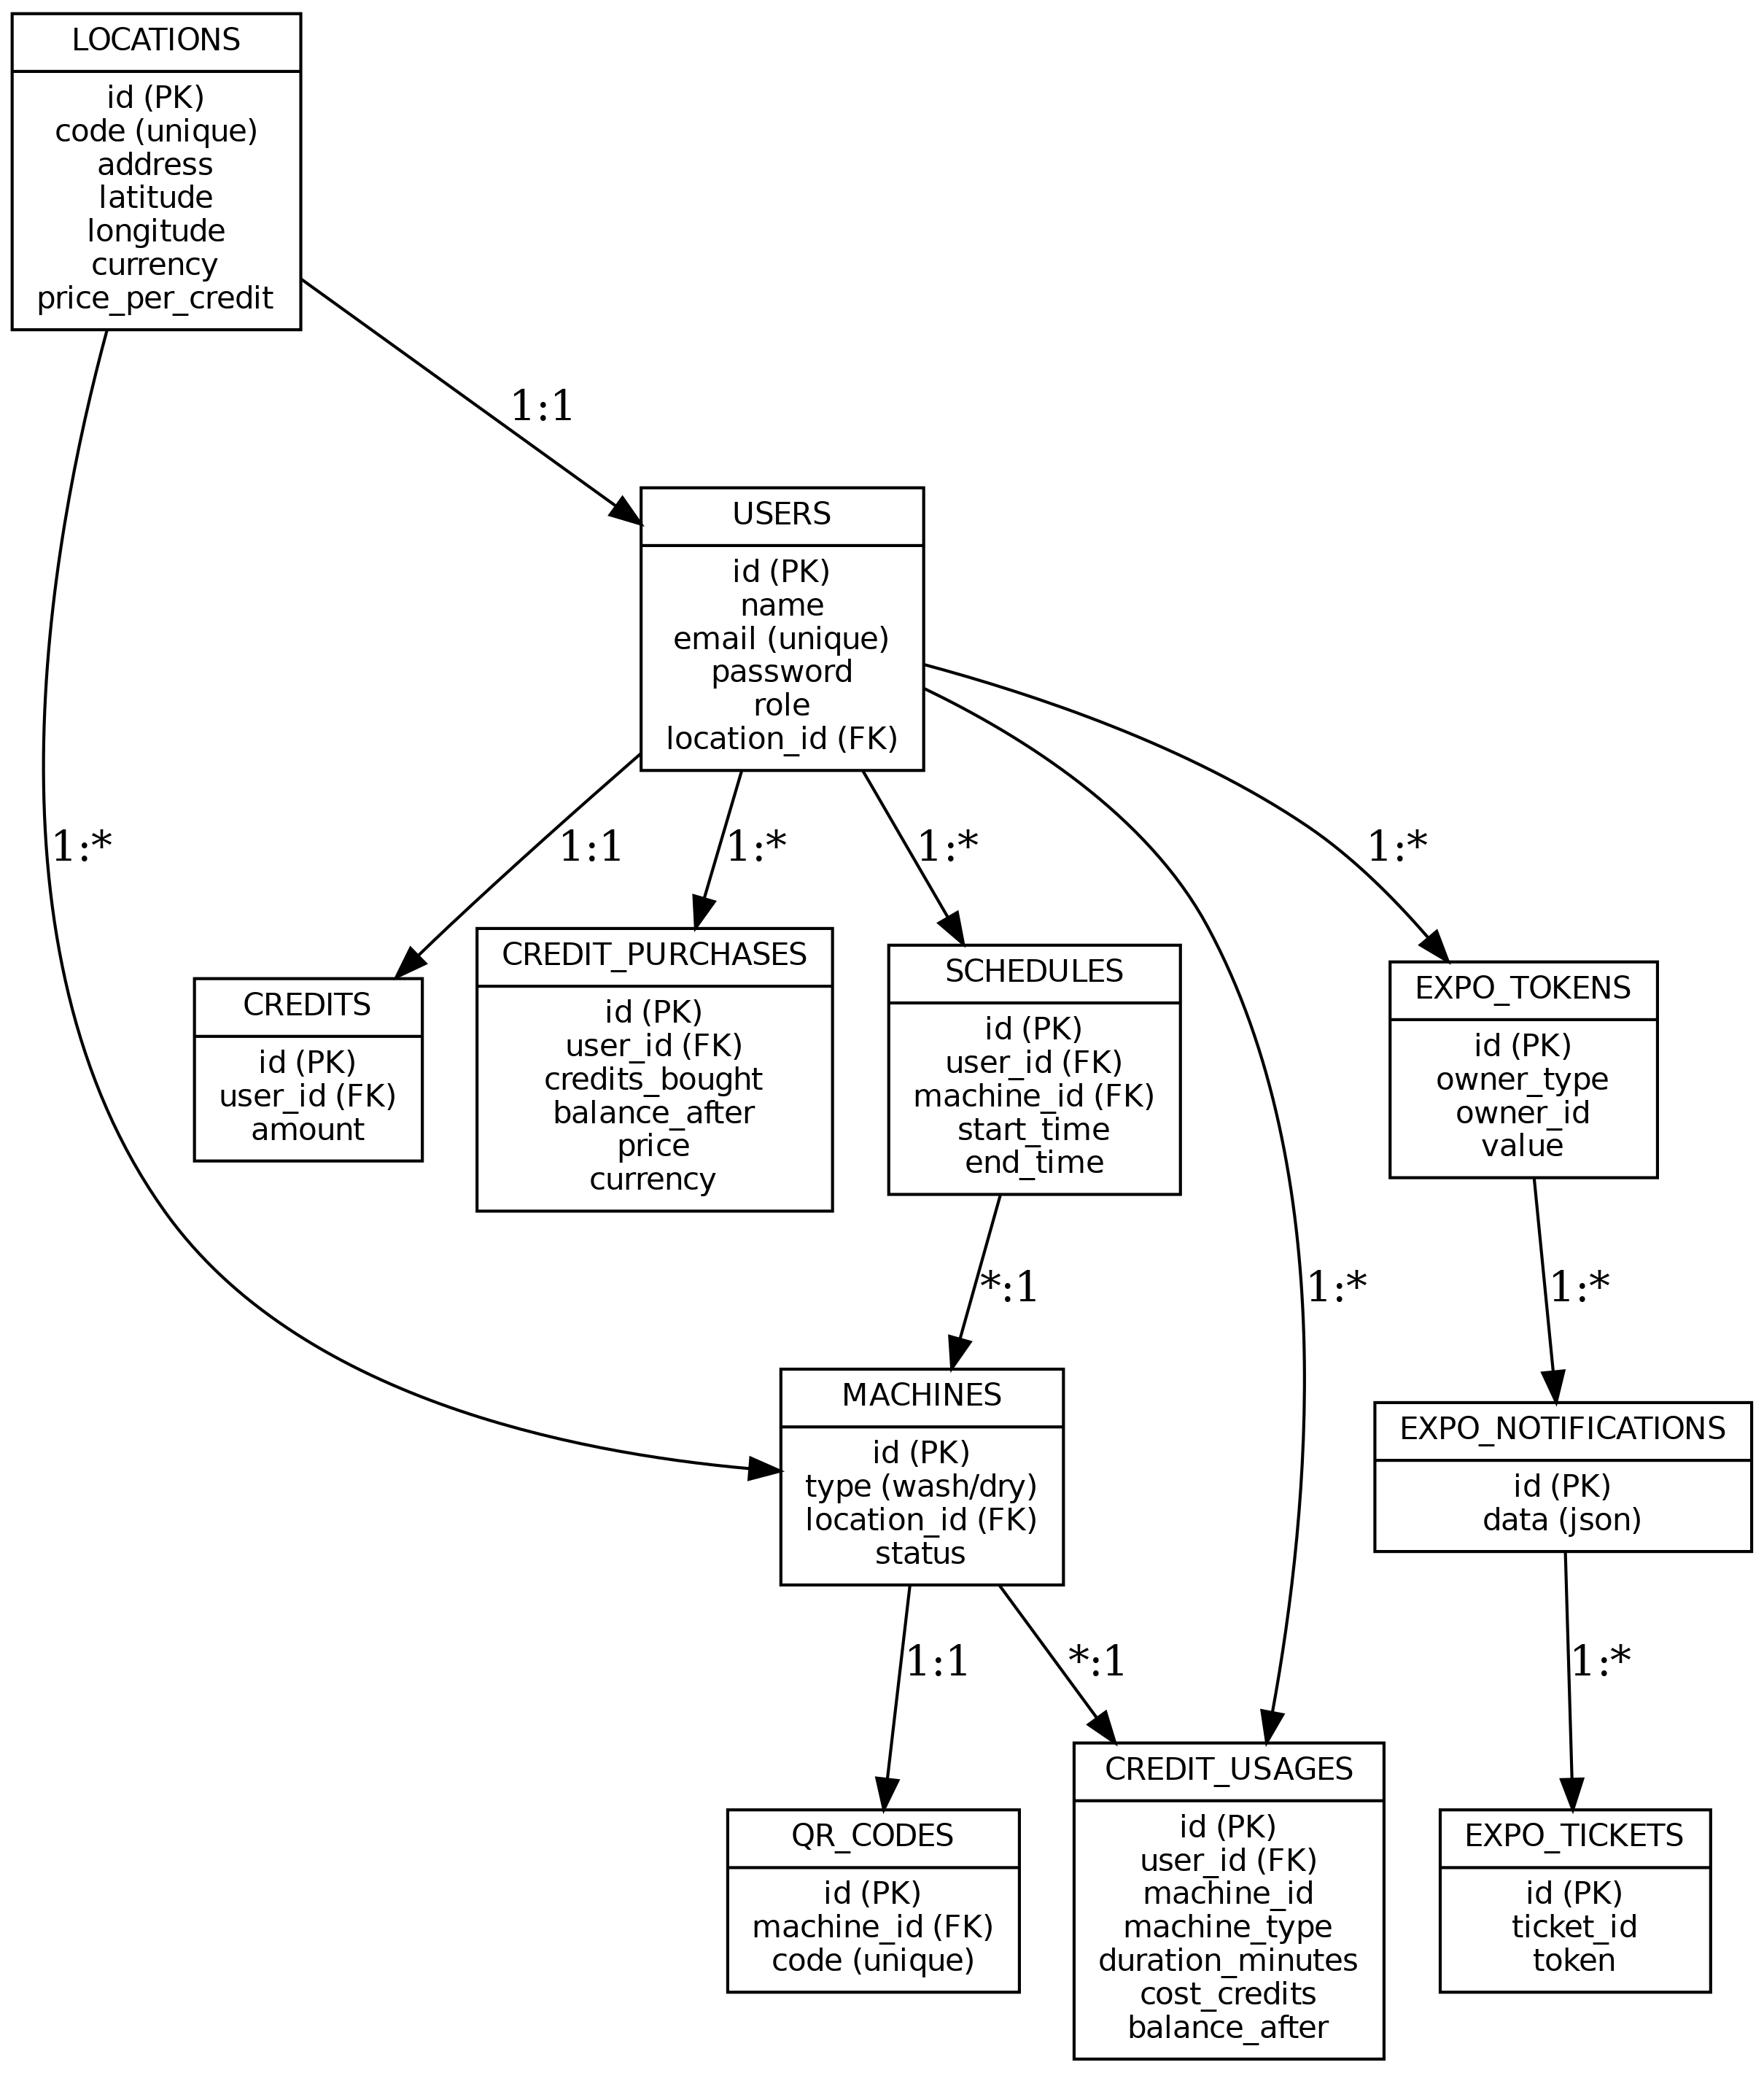 LOCATIONS
id (PK)
code (unique)
address
latitude
longitude
currency
price_per_credit
1:1
USERS
id (PK)
name
email (unique)
password
role
location_id (FK)
1:*
1:1
1:*
1:*
1:*
CREDITS
id (PK)
user_id (FK)
amount
CREDIT_PURCHASES
id (PK)
user_id (FK)
credits_bought
balance_after
price
currency
SCHEDULES
id (PK)
user_id (FK)
machine_id (FK)
start_time
end_time
EXPO_TOKENS
id (PK)
owner_type
owner_id
value
*:1
1:*
1:*
MACHINES
id (PK)
type (wash/dry)
location_id (FK)
status
EXPO_NOTIFICATIONS
id (PK)
data (json)
1:1
*:1
1:*
QR_CODES
id (PK)
machine_id (FK)
code (unique)
CREDIT_USAGES
id (PK)
user_id (FK)
machine_id
machine_type
duration_minutes
cost_credits
balance_after
EXPO_TICKETS
id (PK)
ticket_id
token